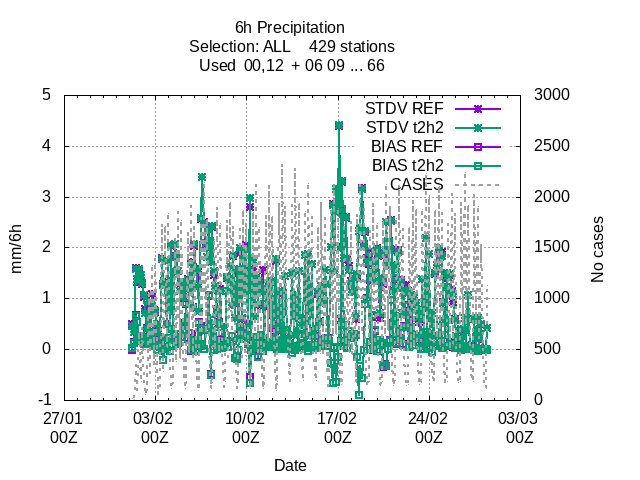 6h Precipitation
Selection: ALL 429 stations
Used 00,12 + 06 09 ... 66
5
4
3
2
1
0
-1
mm/6h
3000
2500
2000
1500
1000
500
0
No cases
STDV REF
STDV t2h2
BIAS REF
BIAS t2h2
CASES
27/01 03/02 10/02 17/02 24/02 03/03
00Z 00Z 00Z 00Z 00Z 00Z
Date